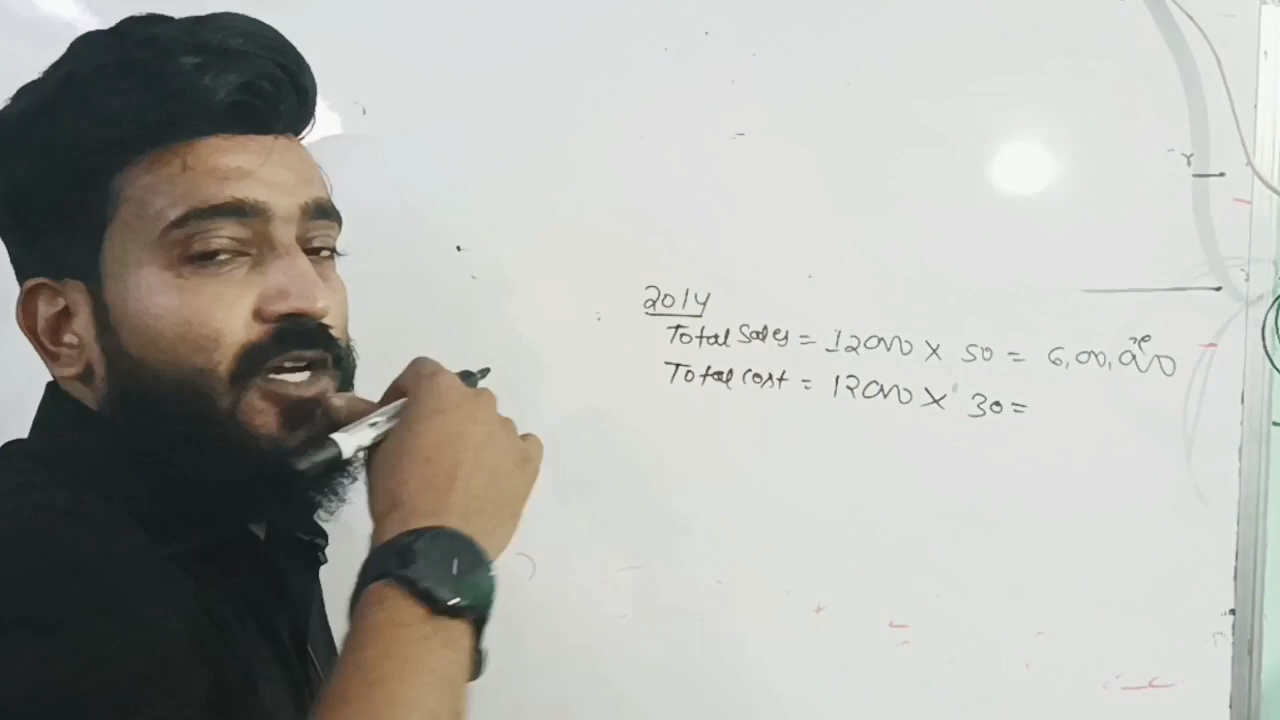 2014
Total Sales = 12000 X 50 = 6,00,000
Total cost = 12000 X 30 =